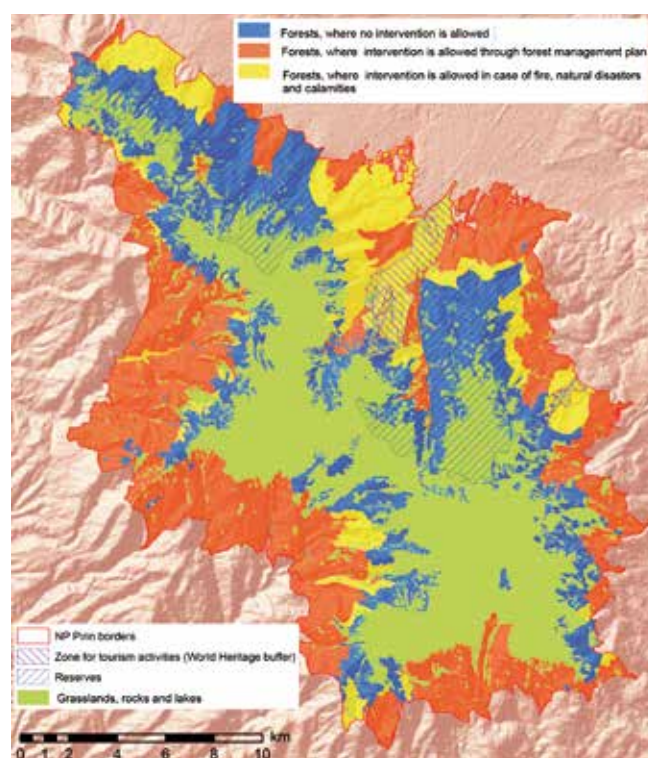 Forests, where no intervention is allowed
Forests, where intervention is allowed through forest management plan
Forests, where intervention is allowed in case of fire, natural disasters
and calamities
NP Pirin borders
Zone for tourism activities (World Heritage buffer)
Reserves
Grasslands, rocks and lakes
km
0 1 2 4 6 8 10